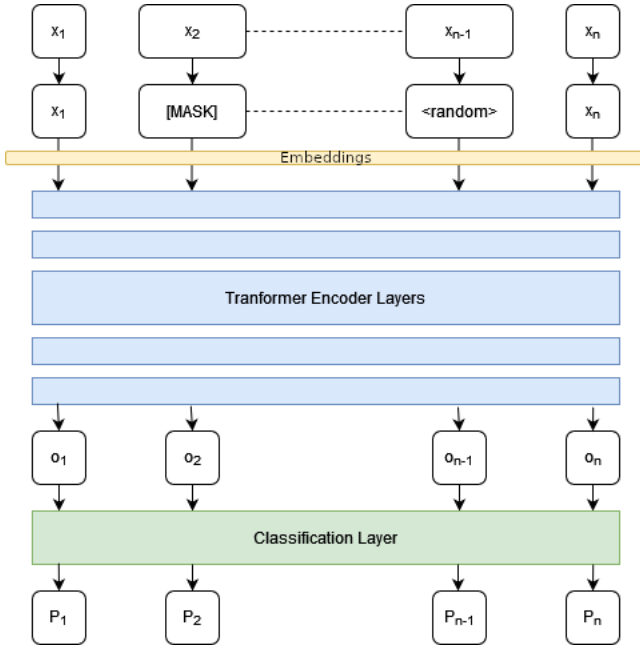 x₁ x₂ xₙ₋₁ xₙ
x₁ [MASK] <random> xₙ
Embeddings
Tranformer Encoder Layers
o₁ o₂ oₙ₋₁ oₙ
Classification Layer
P₁ P₂ Pₙ₋₁ Pₙ